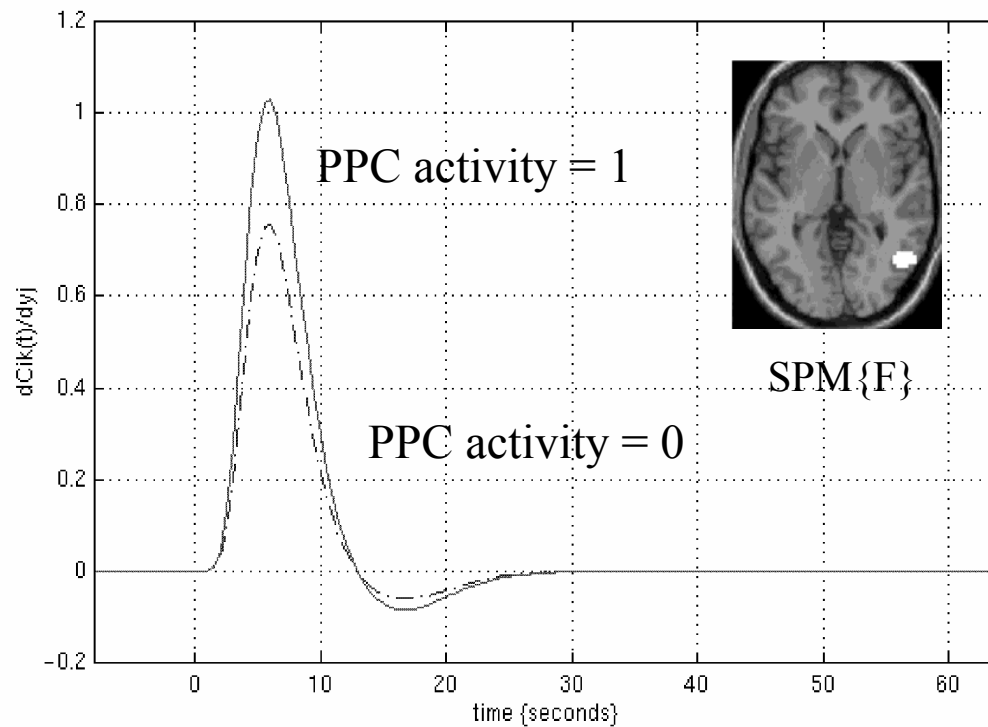 1.2
1
0.8
0.6
0.4
0.2
0
−0.2
dCik(t)/dyj
PPC activity = 1
SPM{F}
PPC activity = 0
0 10 20 30 40 50 60
time {seconds}